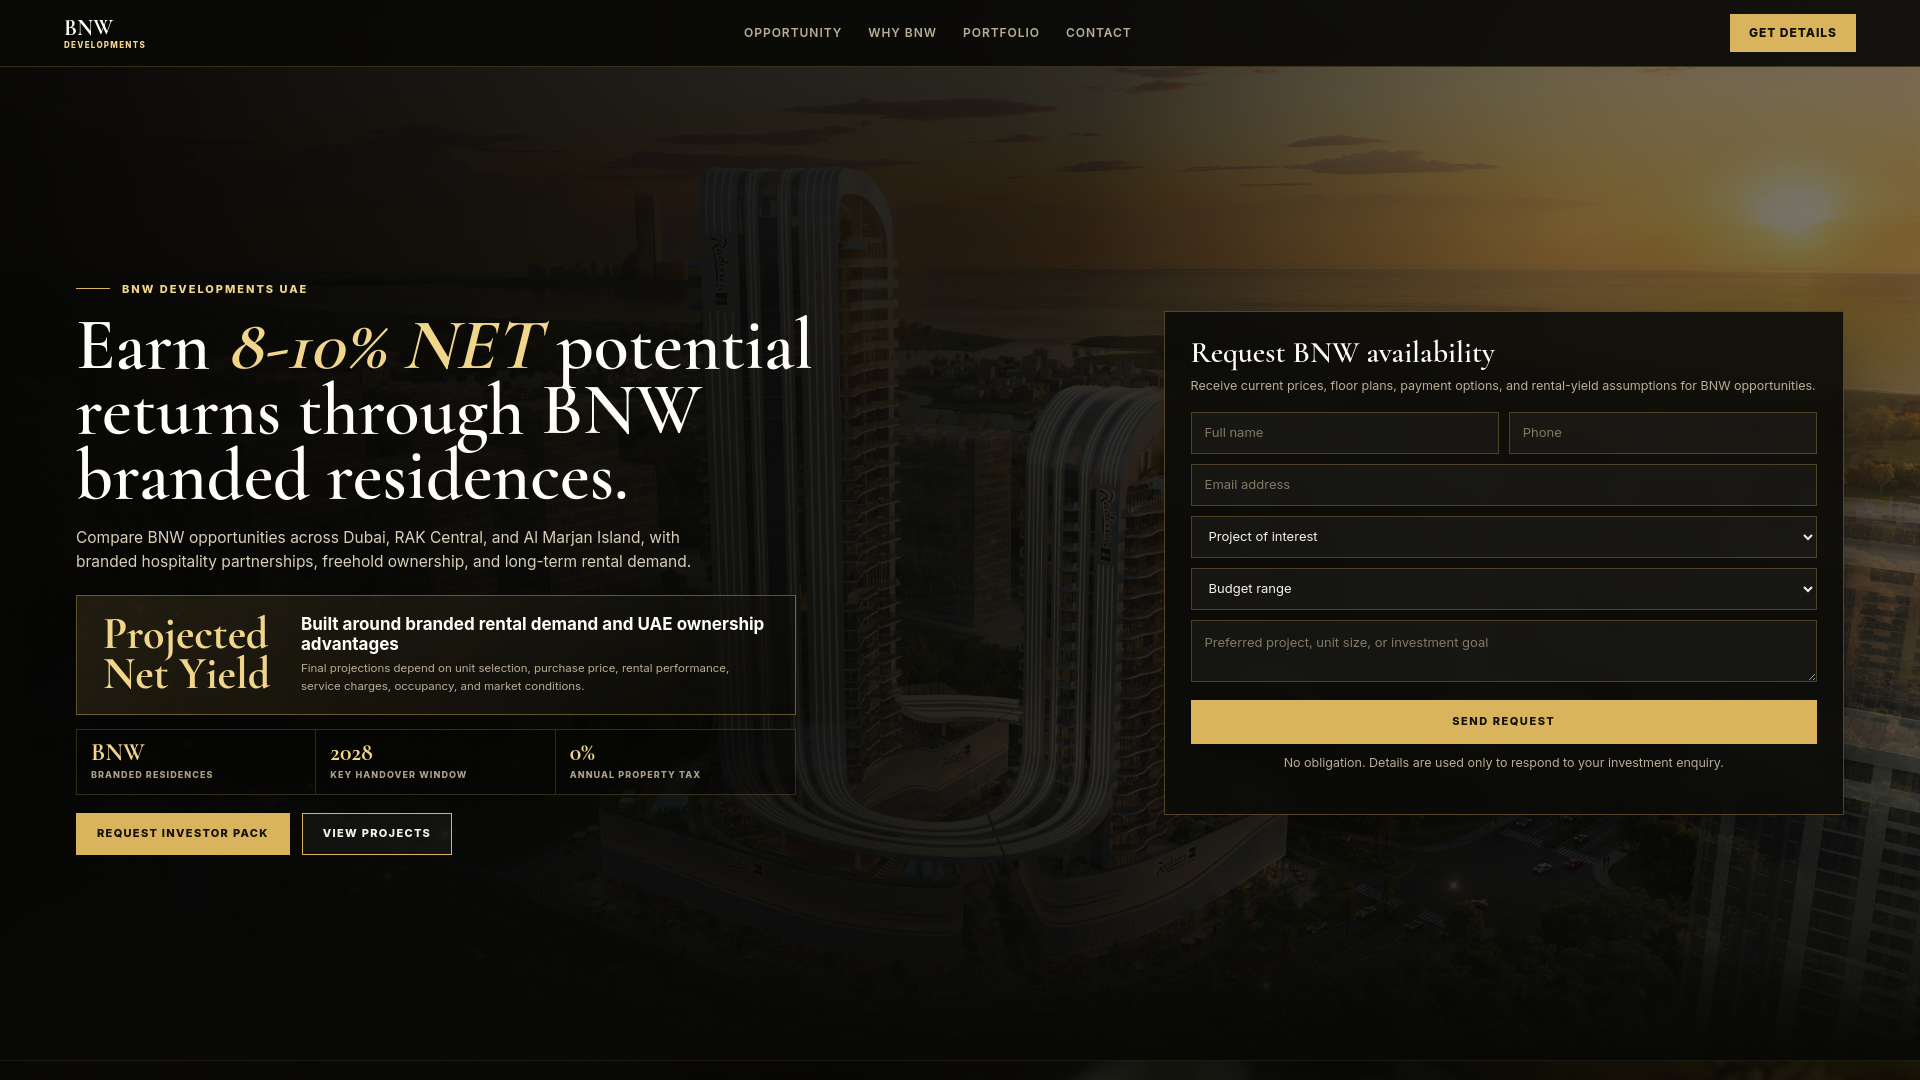 BNW
DEVELOPMENTS
OPPORTUNITY
WHY BNW
PORTFOLIO
CONTACT
GET DETAILS
BNW DEVELOPMENTS UAE
Earn 8-10% NET potential
returns through BNW
branded residences.
Compare BNW opportunities across Dubai, RAK Central, and Al Marjan Island, with
branded hospitality partnerships, freehold ownership, and long-term rental demand.
Projected
Net Yield
Built around branded rental demand and UAE ownership
advantages
Final projections depend on unit selection, purchase price, rental performance,
service charges, occupancy, and market conditions.
BNW
BRANDED RESIDENCES
2028
KEY HANDOVER WINDOW
0%
ANNUAL PROPERTY TAX
REQUEST INVESTOR PACK
VIEW PROJECTS
Radisson
Radisson
Request BNW availability
Receive current prices, floor plans, payment options, and rental-yield assumptions for BNW opportunities.
Full name
Phone
Email address
Project of interest
Budget range
Preferred project, unit size, or investment goal
SEND REQUEST
No obligation. Details are used only to respond to your investment enquiry.